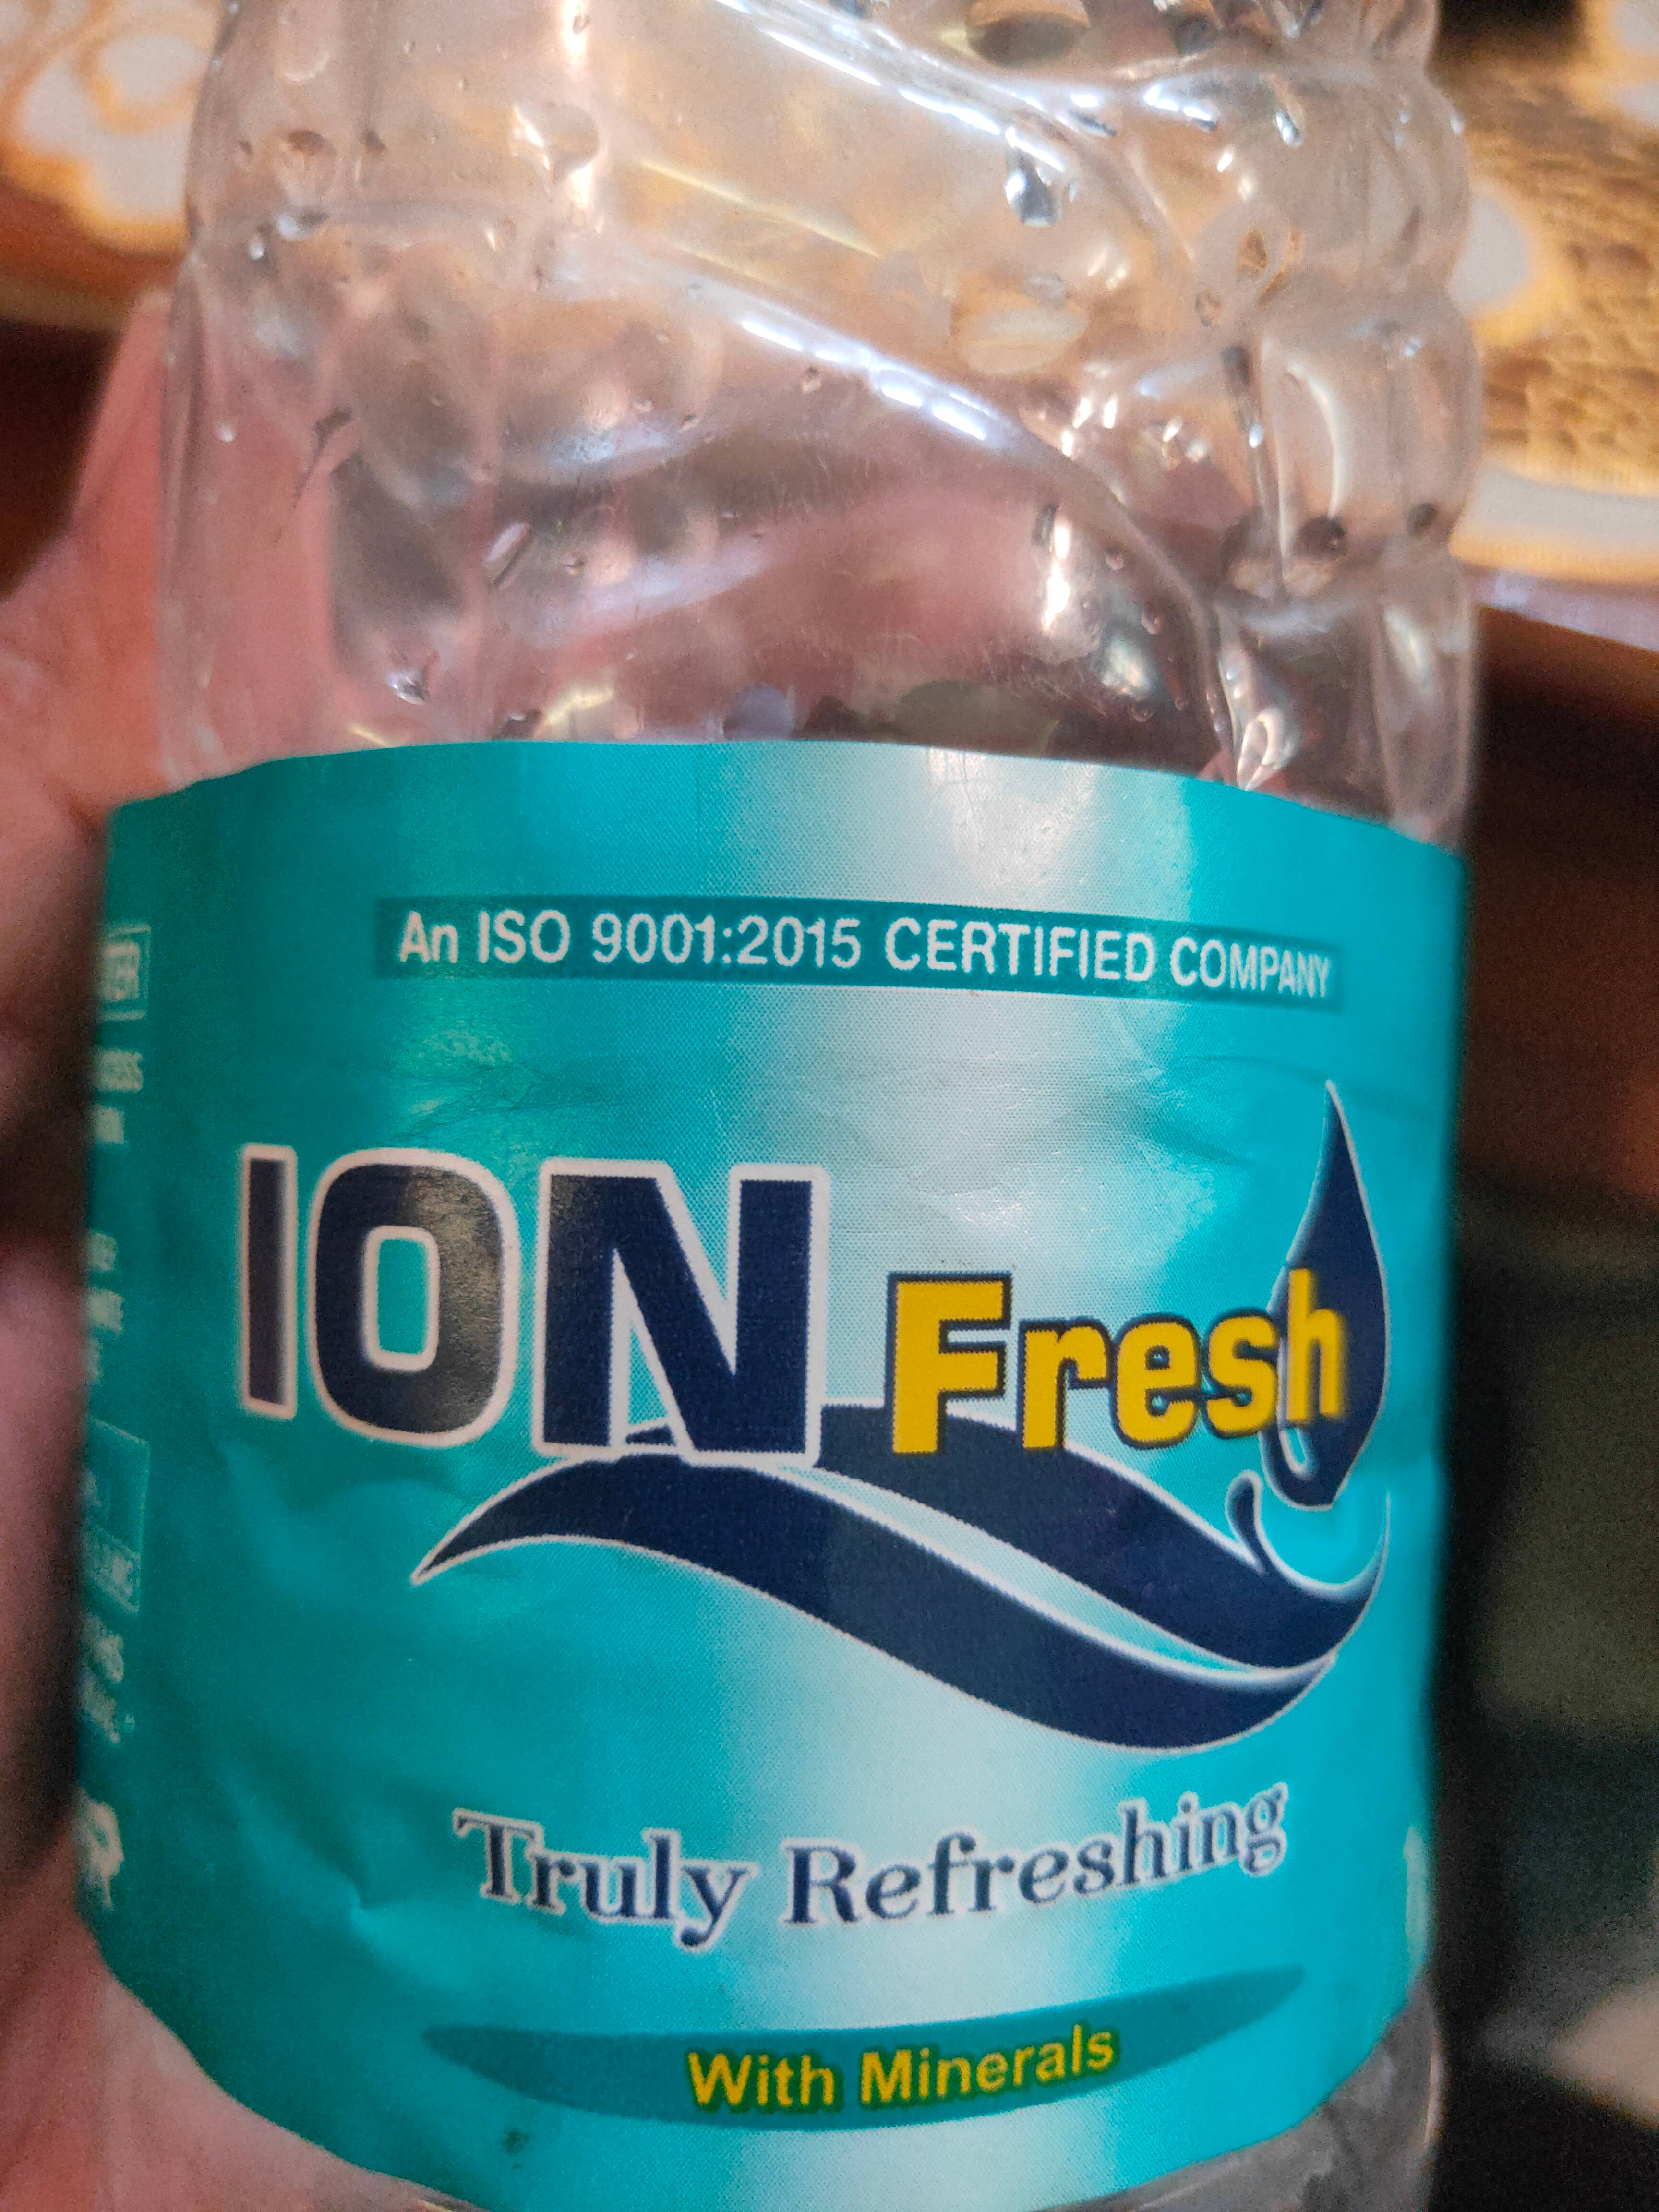 An ISO 9001:2015 CERTIFIED COMPANY
ION Fresh
Truly Refreshing
With Minerals